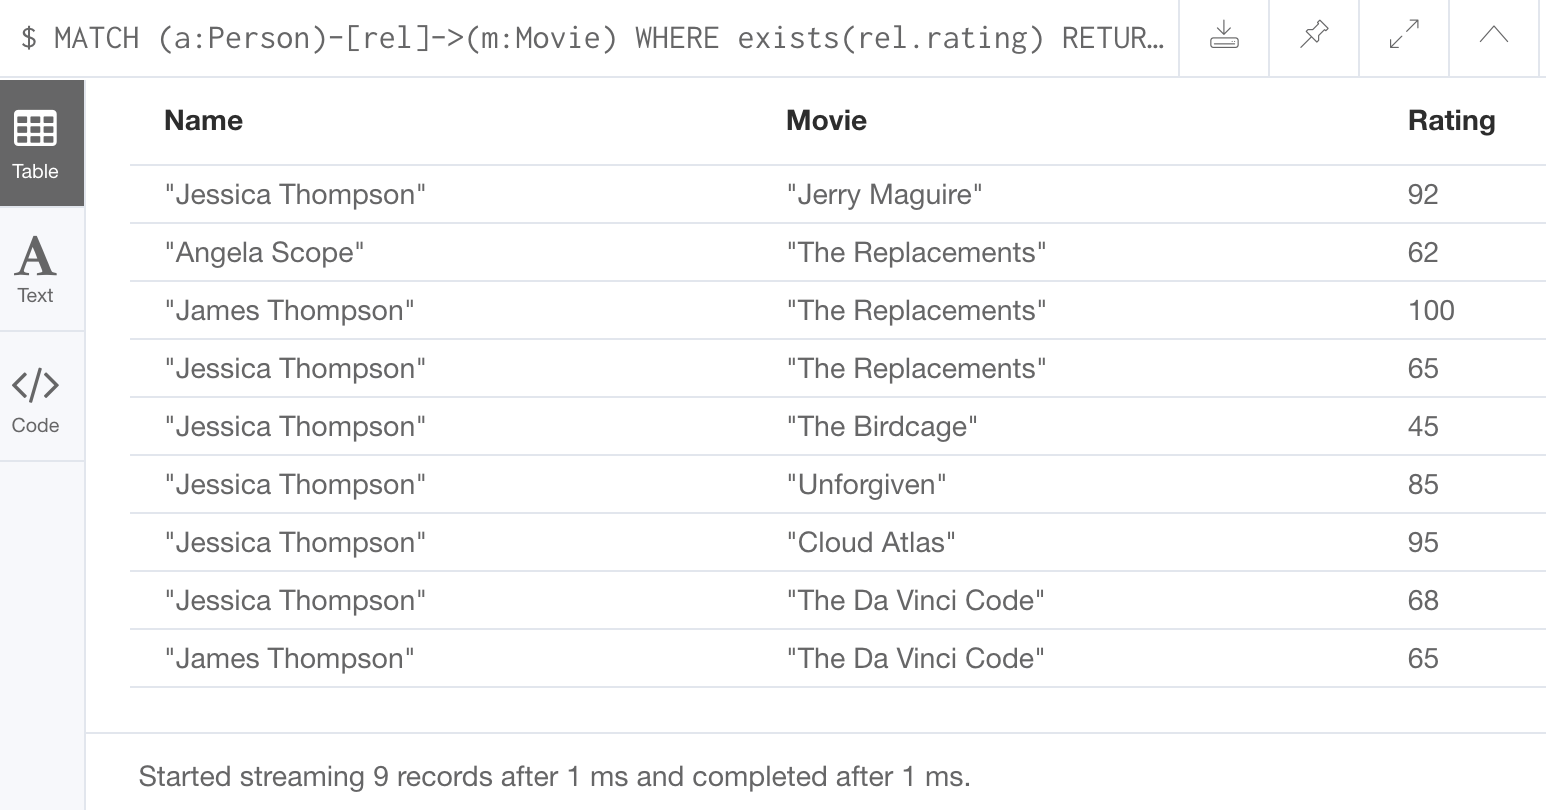 $ MATCH (a:Person)-[rel]->(m:Movie) WHERE exists(rel.rating) RETUR…
Table
Text
Code
Name Movie Rating
"Jessica Thompson" "Jerry Maguire" 92
"Angela Scope" "The Replacements" 62
"James Thompson" "The Replacements" 100
"Jessica Thompson" "The Replacements" 65
"Jessica Thompson" "The Birdcage" 45
"Jessica Thompson" "Unforgiven" 85
"Jessica Thompson" "Cloud Atlas" 95
"Jessica Thompson" "The Da Vinci Code" 68
"James Thompson" "The Da Vinci Code" 65
Started streaming 9 records after 1 ms and completed after 1 ms.